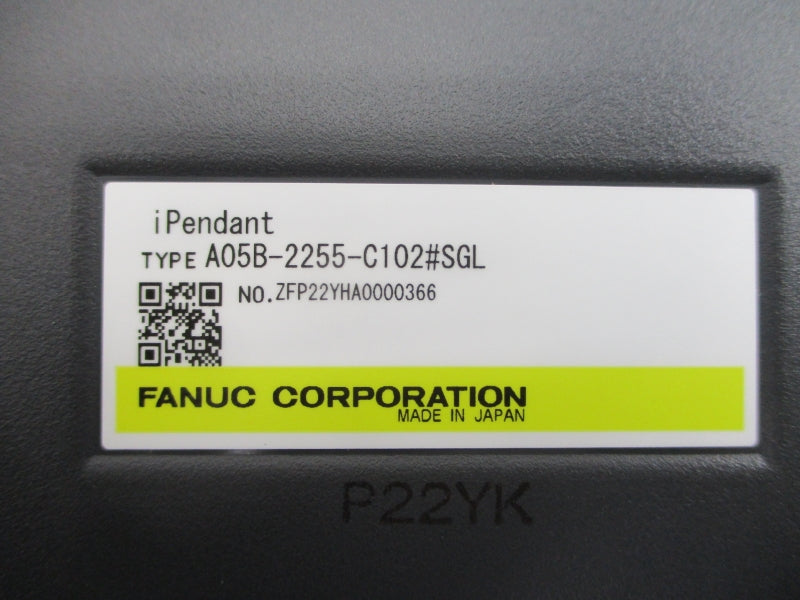 iPendant
TYPE A05B-2255-C102#SGL
NO. ZFP22YHA0000366
FANUC CORPORATION
MADE IN JAPAN
P22YK